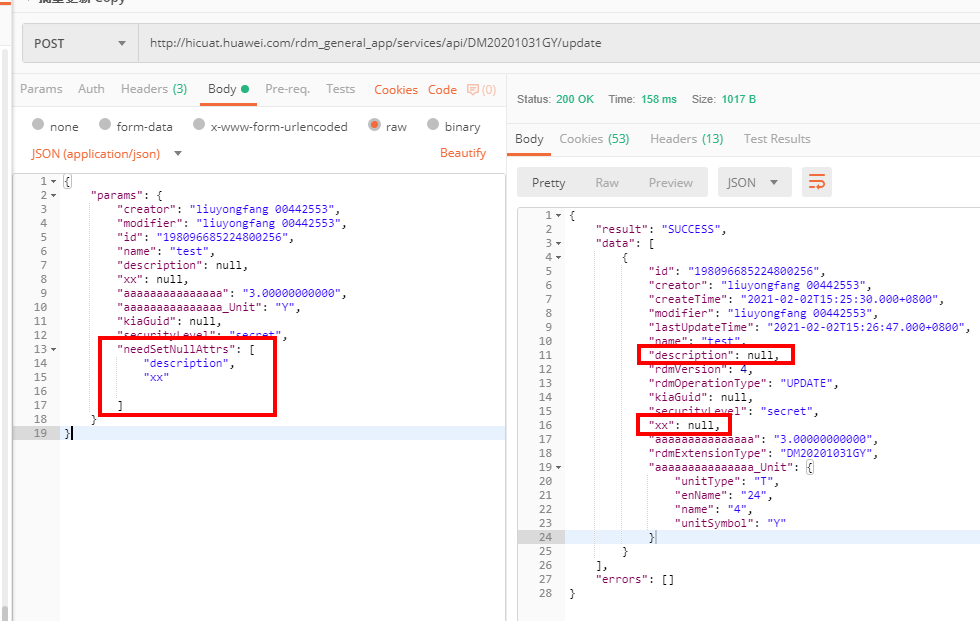 批量更新 Copy
POST
http://hicuat.huawei.com/rdm_general_app/services/api/DM20201031GY/update
Params Auth Headers (3) Body Pre-req. Tests Cookies Code (0)
none form-data x-www-form-urlencoded raw binary
JSON (application/json) Beautify
1 {
2 "params": {
3 "creator": "liuyongfang 00442553",
4 "modifier": "liuyongfang 00442553",
5 "id": "198096685224800256",
6 "name": "test",
7 "description": null,
8 "xx": null,
9 "aaaaaaaaaaaaaaa": "3.00000000000",
10 "aaaaaaaaaaaaaaa_Unit": "Y",
11 "kiaGuid": null,
12 "securityLevel": "secret",
13 "needSetNullAttrs": [
14 "description",
15 "xx"
16
17 ]
18 }
19 }
Status: 200 OK Time: 158 ms Size: 1017 B
Body Cookies (53) Headers (13) Test Results
Pretty Raw Preview JSON
1 {
2 "result": "SUCCESS",
3 "data": [
4 {
5 "id": "198096685224800256",
6 "creator": "liuyongfang 00442553",
7 "createTime": "2021-02-02T15:25:30.000+0800",
8 "modifier": "liuyongfang 00442553",
9 "lastUpdateTime": "2021-02-02T15:26:47.000+0800",
10 "name": "test",
11 "description": null,
12 "rdmVersion": 4,
13 "rdmOperationType": "UPDATE",
14 "kiaGuid": null,
15 "securityLevel": "secret",
16 "xx": null,
17 "aaaaaaaaaaaaaaa": "3.00000000000",
18 "rdmExtensionType": "DM20201031GY",
19 "aaaaaaaaaaaaaaa_Unit": {
20 "unitType": "T",
21 "enName": "24",
22 "name": "4",
23 "unitSymbol": "Y"
24 }
25 }
26 ],
27 "errors": []
28 }